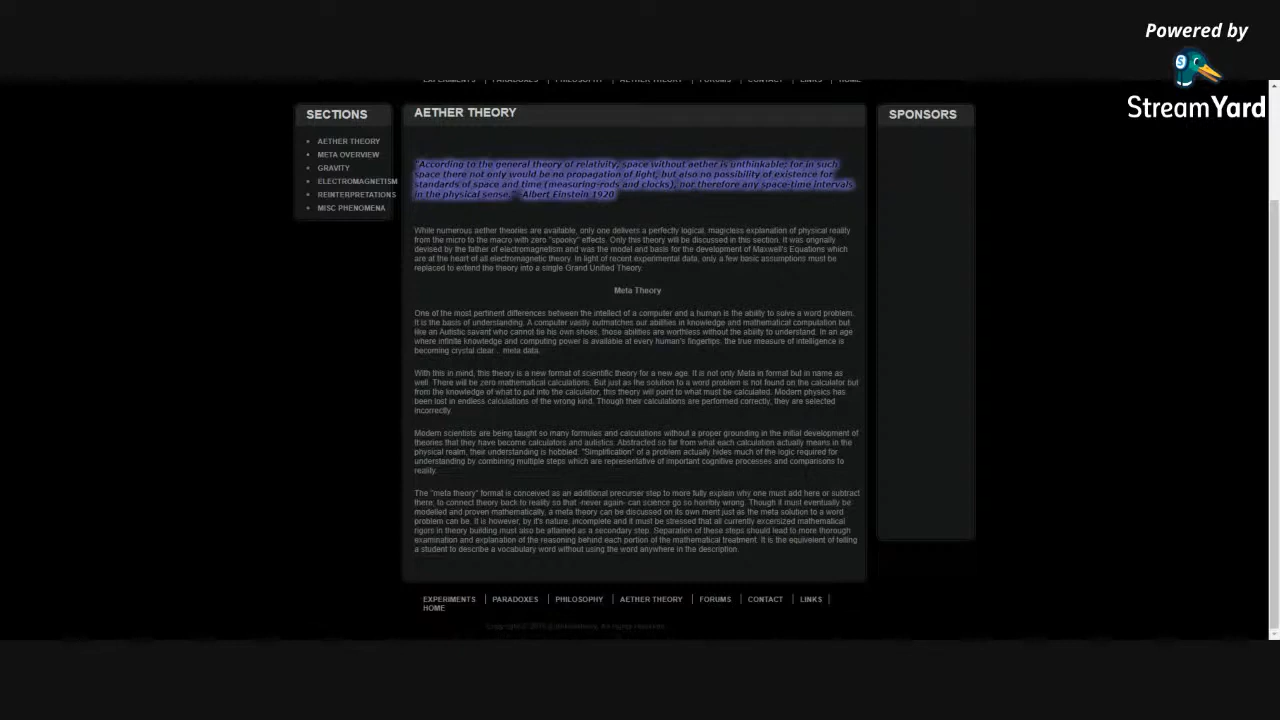 Powered by
StreamYard
EXPERIMENTS PARADOXES PHILOSOPHY AETHER THEORY FORUMS CONTACT LINKS HOME
SECTIONS
AETHER THEORY
META OVERVIEW
GRAVITY
ELECTROMAGNETISM
REINTERPRETATIONS
MISC PHENOMENA
AETHER THEORY
"According to the general theory of relativity, space without aether is unthinkable; for in such
space there not only would be no propagation of light, but also no possibility of existence for
standards of space and time (measuring-rods and clocks), nor therefore any space-time intervals
in the physical sense." -Albert Einstein 1920
While numerous aether theories are available, only one delivers a perfectly logical, magicless explanation of physical reality
from the micro to the macro with zero "spooky" effects. Only this theory will be discussed in this section. It was orignally
devised by the father of electromagnetism and was the model and basis for the development of Maxwell's Equations which
are at the heart of all electromagnetic theory. In light of recent experimental data, only a few basic assumptions must be
replaced to extend the theory into a single Grand Unified Theory.
Meta Theory
One of the most pertinent differences between the intellect of a computer and a human is the ability to solve a word problem.
It is the basis of understanding. A computer vastly outmatches our abilities in knowledge and mathematical computation but
like an Autistic savant who cannot tie his own shoes, those abilities are worthless without the ability to understand. In an age
where infinite knowledge and computing power is available at every human's fingertips, the true measure of intelligence is
becoming crystal clear... meta data.
With this in mind, this theory is a new format of scientific theory for a new age. It is not only Meta in format but in name as
well. There will be zero mathematical calculations. But just as the solution to a word problem is not found on the calculator but
from the knowledge of what to put into the calculator, this theory will point to what must be calculated. Modern physics has
been lost in endless calculations of the wrong kind. Though their calculations are performed correctly, they are selected
incorrectly.
Modern scientists are being taught so many formulas and calculations without a proper grounding in the initial development of
theories that they have become calculators and autistics. Abstracted so far from what each calculation actually means in the
physical realm, their understanding is hobbled. "Simplification" of a problem actually hides much of the logic required for
understanding by combining multiple steps which are representative of important cognitive processes and comparisons to
reality.
The "meta theory" format is conceived as an additional precurser step to more fully explain why one must add here or subtract
there, to connect theory back to reality so that -never again- can science go so horribly wrong. Though it must eventually be
modelled and proven mathematically, a meta theory can be discussed on its own merit just as the meta solution to a word
problem can be. It is however, by it's nature, incomplete and it must be stressed that all currently excersized mathematical
rigors in theory building must also be attained as a secondary step. Separation of these steps should lead to more thorough
examination and explanation of the reasoning behind each portion of the mathematical treatment. It is the equivelent of telling
a student to describe a vocabulary word without using the word anywhere in the description.
SPONSORS
EXPERIMENTS PARADOXES PHILOSOPHY AETHER THEORY FORUMS CONTACT LINKS
HOME
All rights reserved.